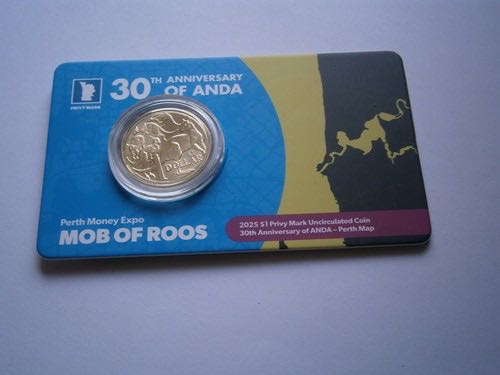 30TH ANNIVERSARY
OF ANDA
PRIVY MARK
DOLLAR
Perth Money Expo
MOB OF ROOS
2025 $1 Privy Mark Uncirculated Coin
30th Anniversary of ANDA – Perth Map